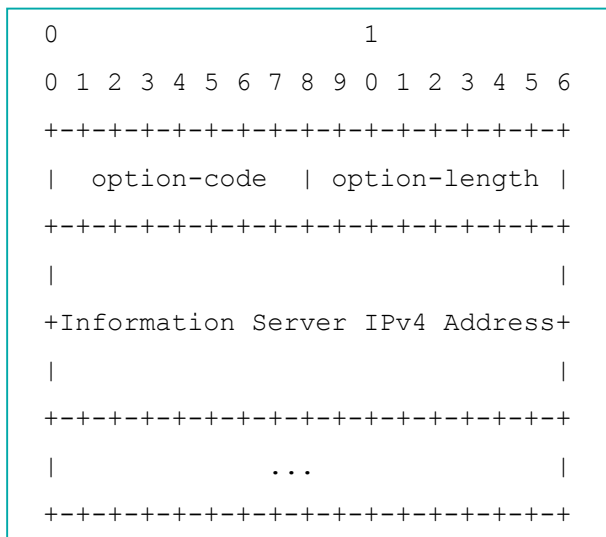 0                   1
0 1 2 3 4 5 6 7 8 9 0 1 2 3 4 5 6
+-+-+-+-+-+-+-+-+-+-+-+-+-+-+-+-+
|  option-code  | option-length |
+-+-+-+-+-+-+-+-+-+-+-+-+-+-+-+-+
|                               |
+Information Server IPv4 Address+
|                               |
+-+-+-+-+-+-+-+-+-+-+-+-+-+-+-+-+
|             ...               |
+-+-+-+-+-+-+-+-+-+-+-+-+-+-+-+-+